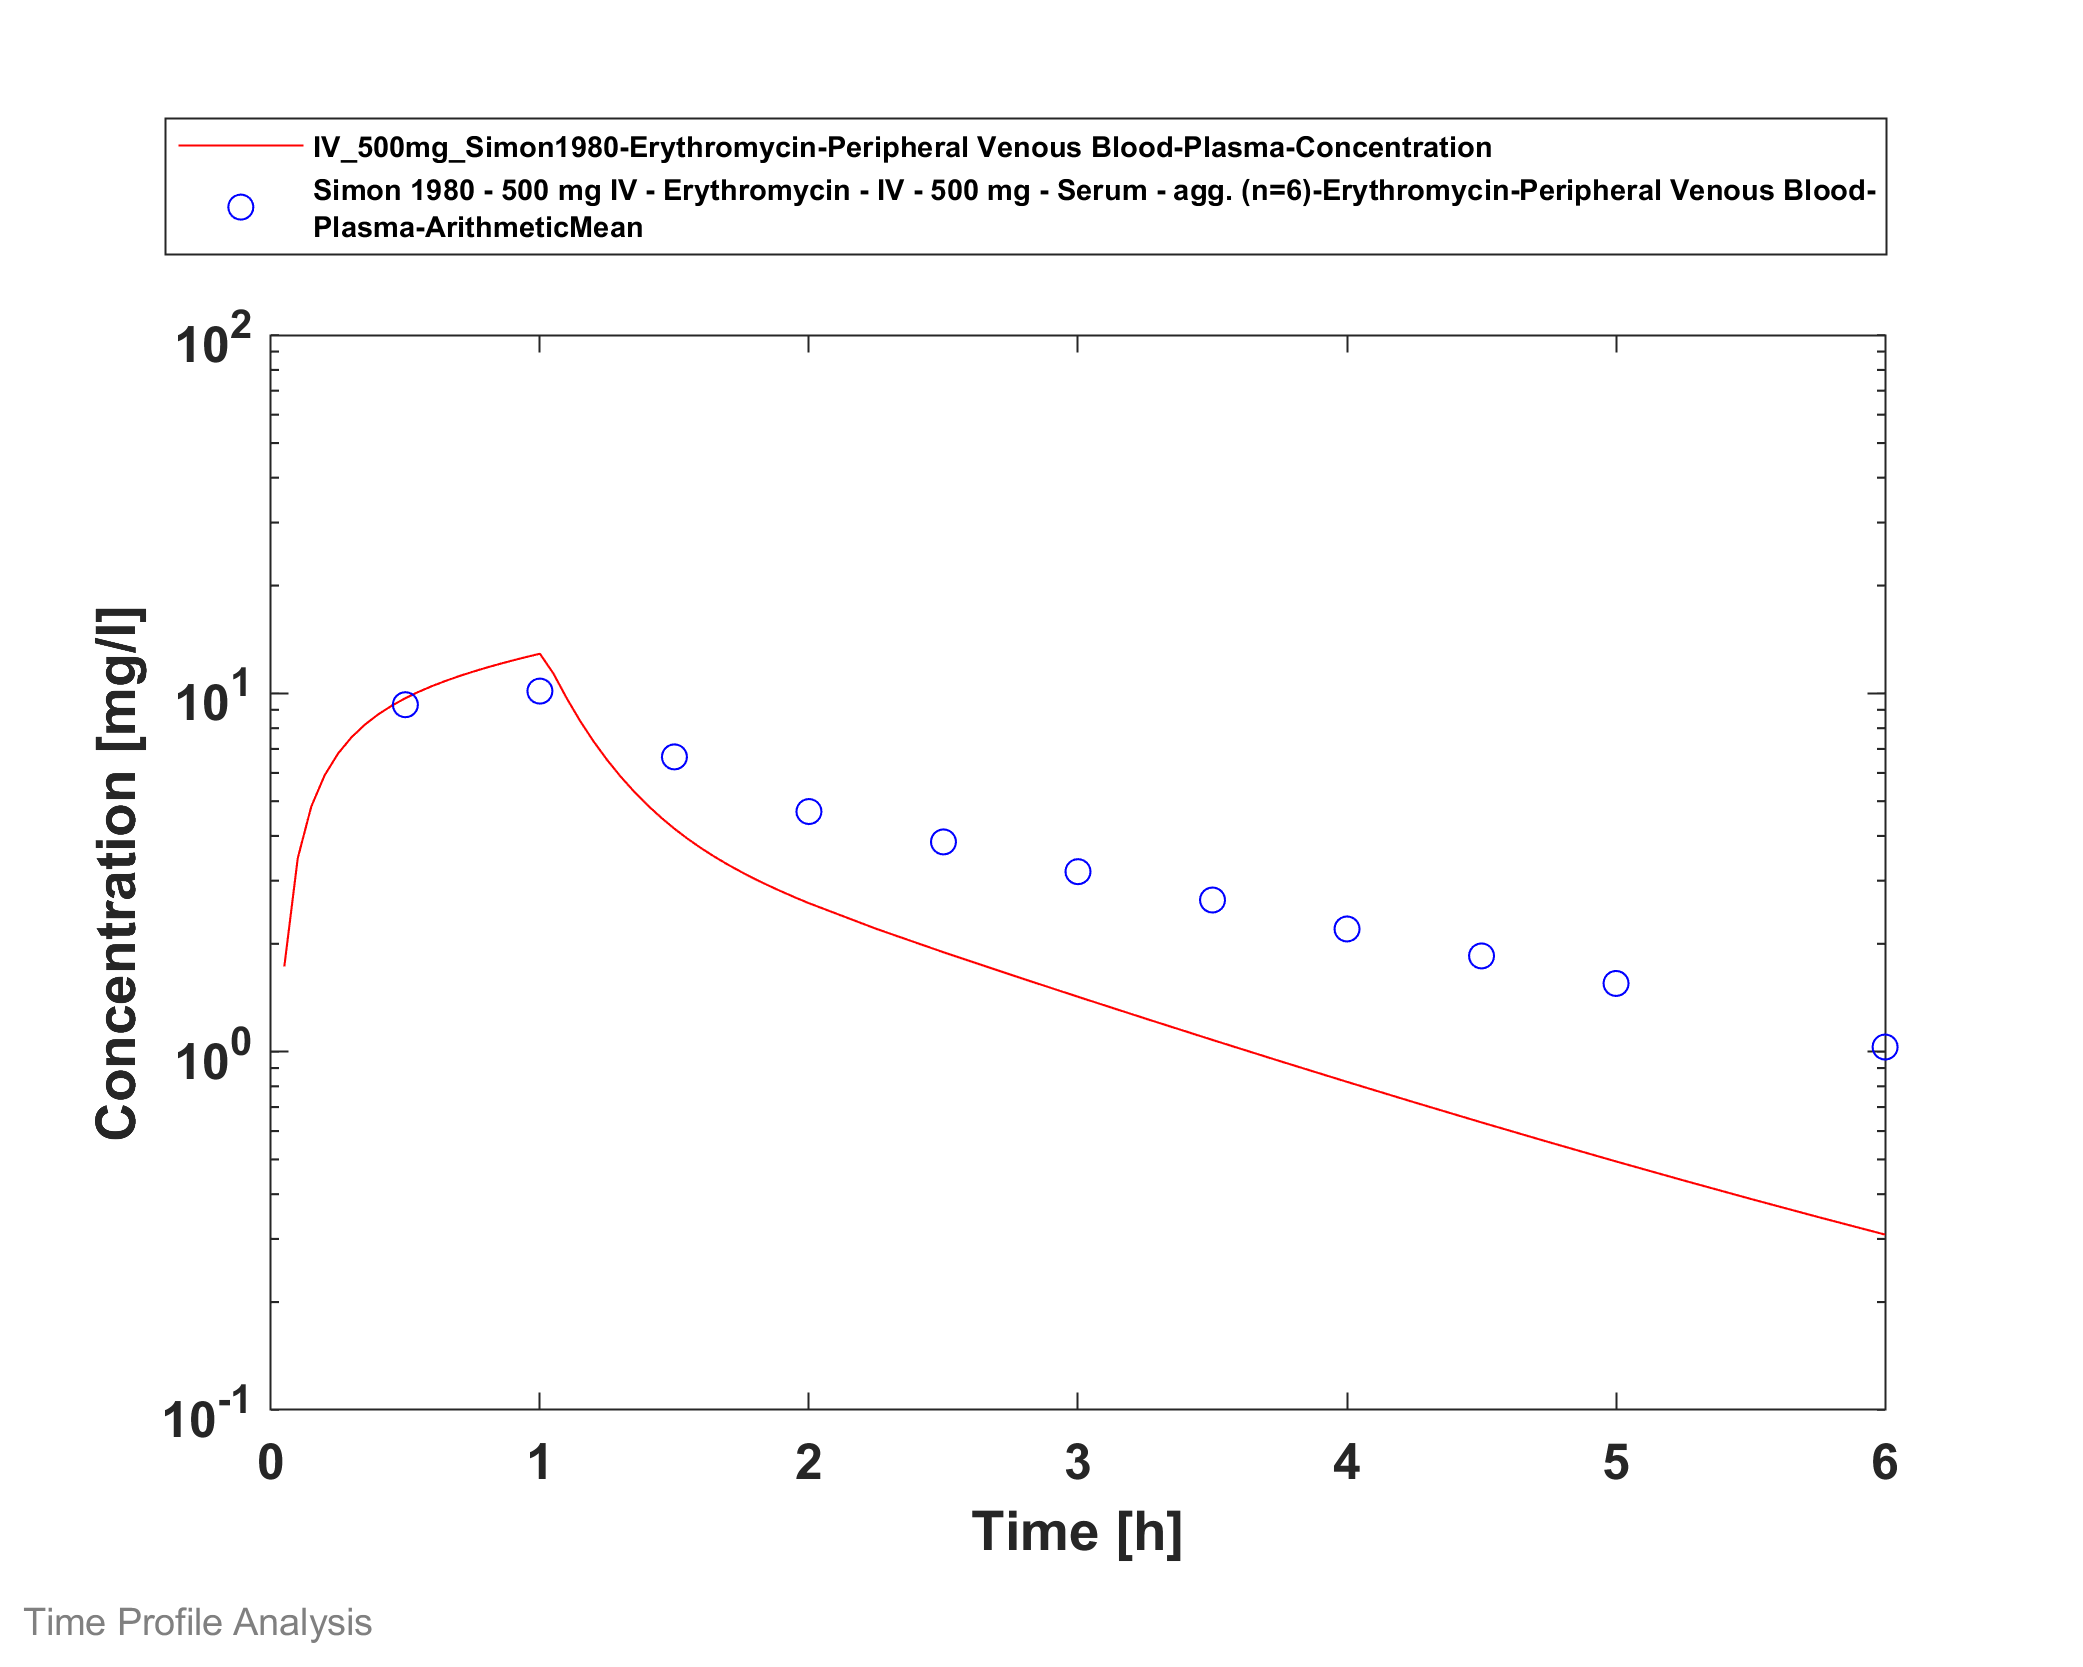 IV_500mg_Simon1980-Erythromycin-Peripheral Venous Blood-Plasma-Concentration
Simon 1980 - 500 mg IV - Erythromycin - IV - 500 mg - Serum - agg. (n=6)-Erythromycin-Peripheral Venous Blood-
Plasma-ArithmeticMean
10^2
10^1
10^0
10^-1
Concentration [mg/l]
0 1 2 3 4 5 6
Time [h]
Time Profile Analysis